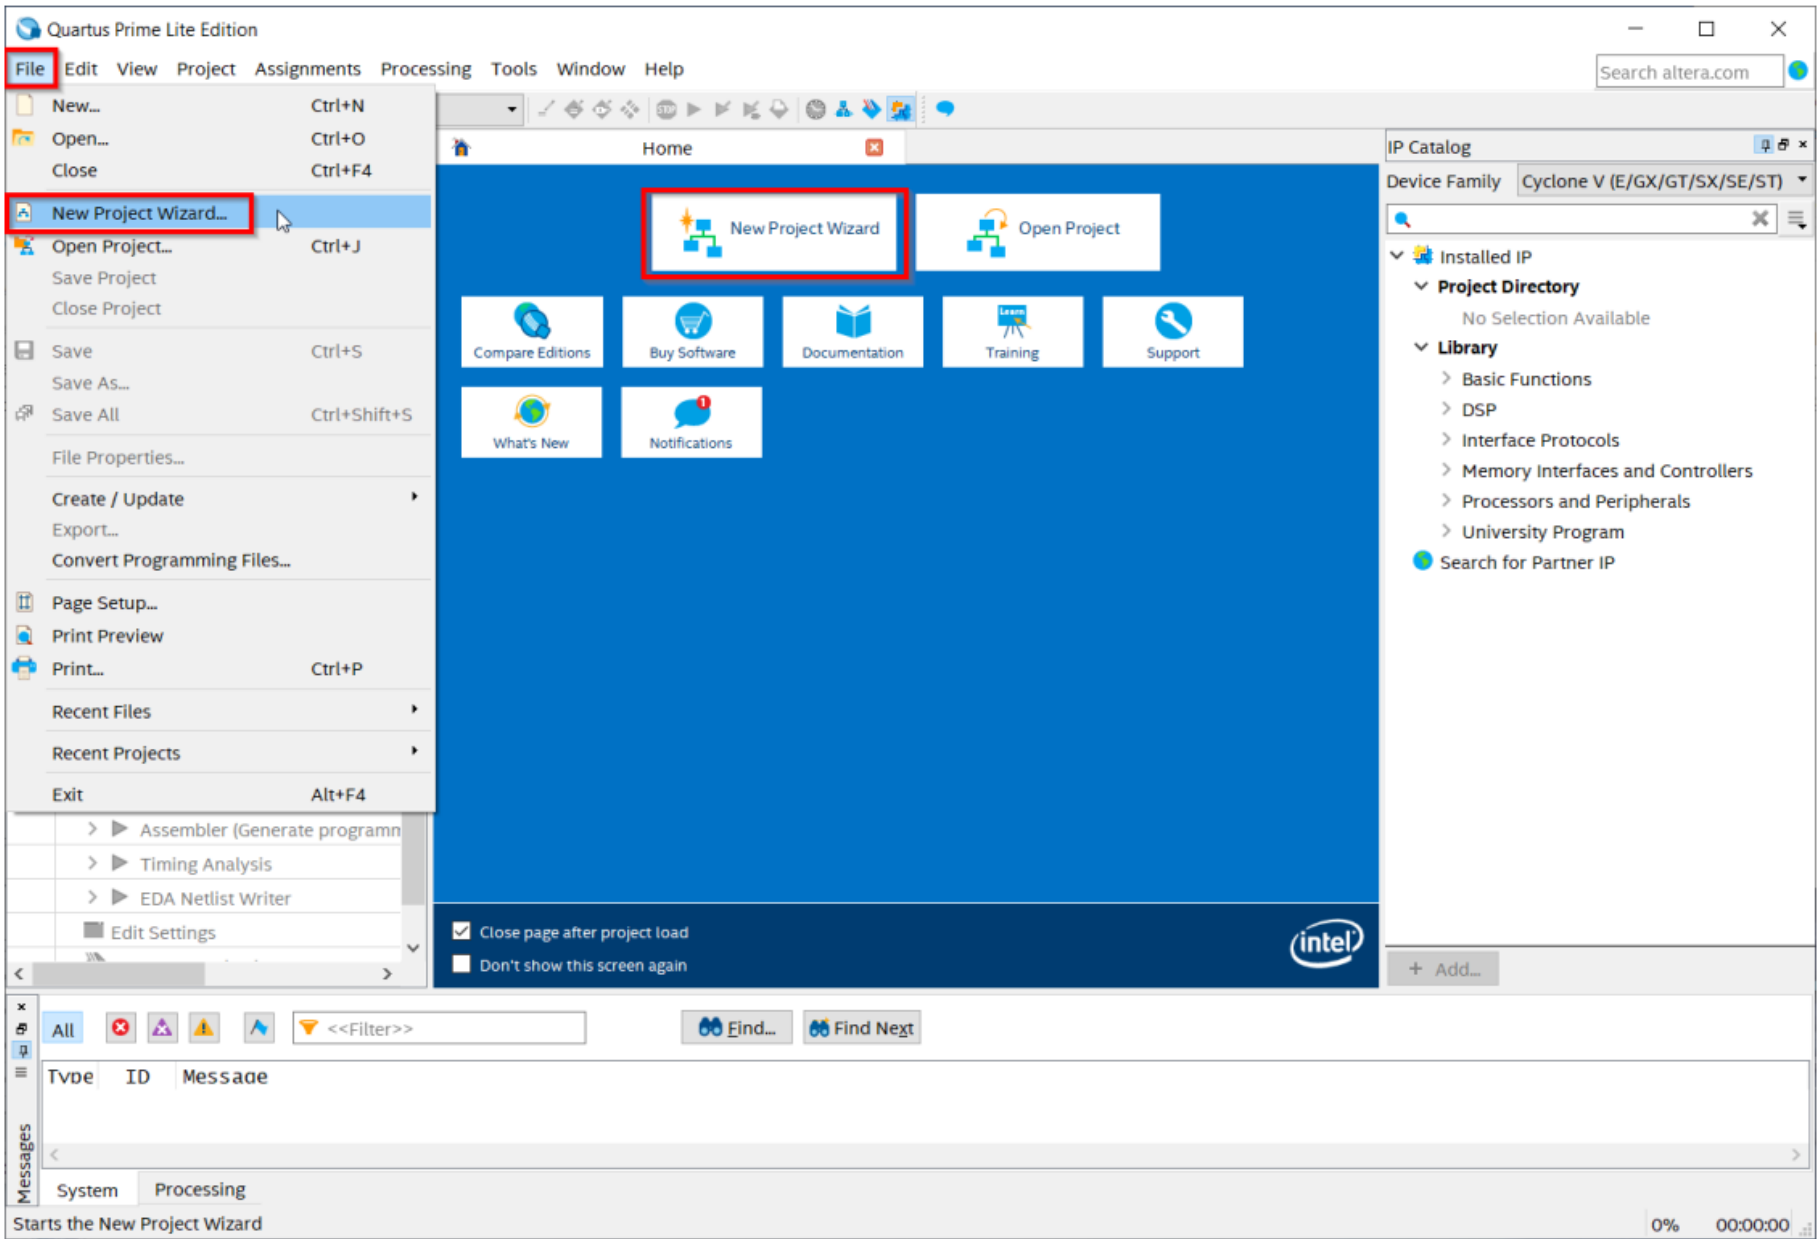 Quartus Prime Lite Edition
File Edit View Project Assignments Processing Tools Window Help
Search altera.com
New... Ctrl+N
Open... Ctrl+O
Close Ctrl+F4
New Project Wizard...
Open Project... Ctrl+J
Save Project
Close Project
Save Ctrl+S
Save As...
Save All Ctrl+Shift+S
File Properties...
Create / Update
Export...
Convert Programming Files...
Page Setup...
Print Preview
Print... Ctrl+P
Recent Files
Recent Projects
Exit Alt+F4
Assembler (Generate programm
Timing Analysis
EDA Netlist Writer
Edit Settings
STOP
Home
New Project Wizard
Open Project
Compare Editions
Buy Software
Documentation
Learn
Training
Support
What's New
1
Notifications
Close page after project load
Don't show this screen again
intel
IP Catalog
Device Family Cyclone V (E/GX/GT/SX/SE/ST)
Installed IP
Project Directory
No Selection Available
Library
Basic Functions
DSP
Interface Protocols
Memory Interfaces and Controllers
Processors and Peripherals
University Program
Search for Partner IP
+ Add...
All <<Filter>> Find... Find Next
Type ID Message
Messages
System Processing
Starts the New Project Wizard
0% 00:00:00